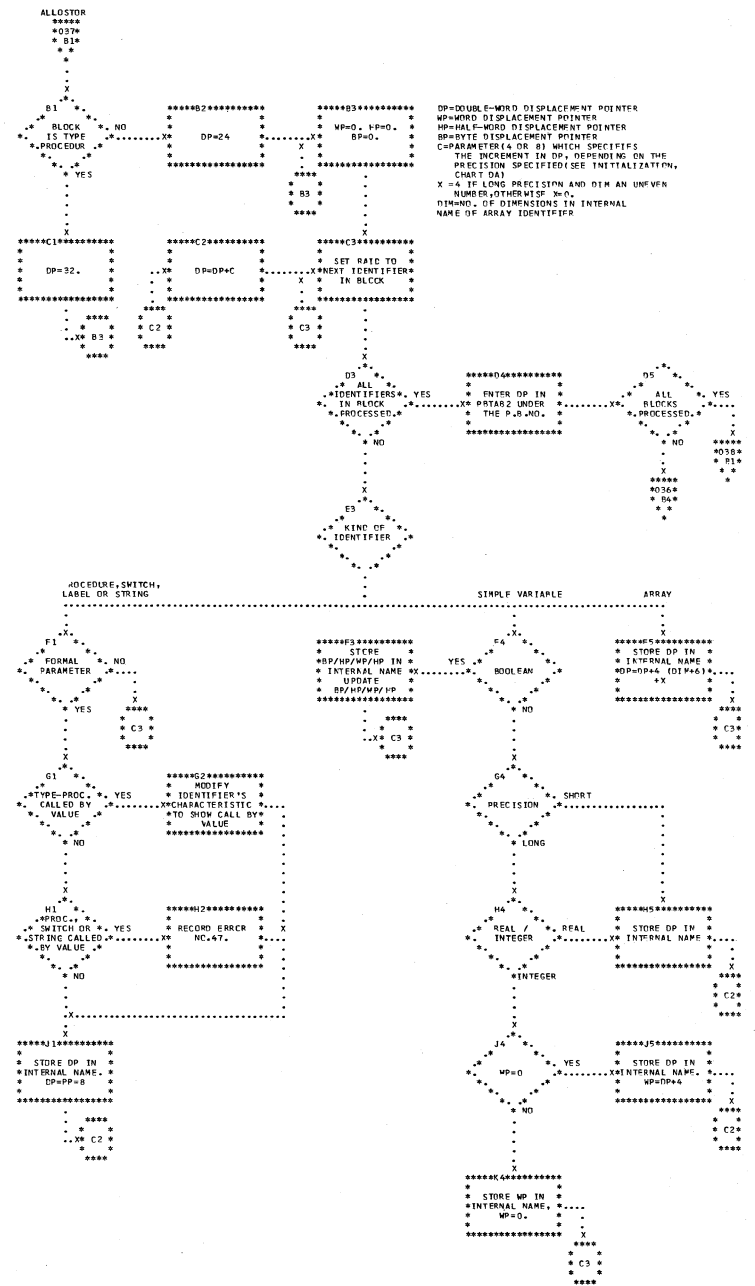 ALLOSTOR
*037*
* B1*
B1
BLOCK
IS TYPE
PROCEDUR
NO
YES
B2
DP=24
B3
WP=0. HP=0.
BP=0.
B3
DP=DOUBLE-WORD DISPLACEMENT POINTER
WP=WORD DISPLACEMENT POINTER
HP=HALF-WORD DISPLACEMENT POINTER
BP=BYTE DISPLACEMENT POINTER
C=PARAMETER(4 OR 8) WHICH SPECIFIES
THE INCREMENT IN DP, DEPENDING ON THE
PRECISION SPECIFIED(SEE INITIALIZATION,
CHART DA)
X =4 IF LONG PRECISION AND DIM AN UNEVEN
NUMBER,OTHERWISE X=0.
DIM=NO. OF DIMENSIONS IN INTERNAL
NAME OF ARRAY IDENTIFIER
C1
DP=32.
B3
C2
DP=DP+C
C2
C3
SET RAID TO
NEXT IDENTIFIER
IN BLOCK
C3
D3
ALL
IDENTIFIERS
IN BLOCK
PROCESSED.
YES
NO
D4
ENTER DP IN
PBTAB2 UNDER
THE P.B.NO.
D5
ALL
BLOCKS
PROCESSED.
YES
*038*
* B1*
NO
*036*
* B4*
E3
KIND OF
IDENTIFIER
ROCEDURE,SWITCH,
LABEL OR STRING
SIMPLE VARIABLE
ARRAY
F1
FORMAL
PARAMETER
NO
YES
C3
F3
STORE
BP/HP/WP/HP IN
INTERNAL NAME
UPDATE
BP/HP/WP/HP
C3
F4
BOOLEAN
YES
NO
F5
STORE DP IN
INTERNAL NAME
DP=DP+4 (DIM+6)
+X
C3
G1
TYPE-PROC.
CALLED BY
VALUE
YES
NO
G2
MODIFY
IDENTIFIER'S
CHARACTERISTIC
TO SHOW CALL BY
VALUE
G4
PRECISION
SHORT
LONG
H1
PROC.,
SWITCH OR
STRING CALLED
BY VALUE
YES
NO
H2
RECORD ERROR
NO.47.
H4
REAL /
INTEGER
REAL
INTEGER
H5
STORE DP IN
INTERNAL NAME
C2
J1
STORE DP IN
INTERNAL NAME.
DP=PP=8
C2
J4
WP=0
YES
NO
J5
STORE DP IN
INTERNAL NAME.
WP=DP+4
C2
K4
STORE WP IN
INTERNAL NAME,
WP=0.
C3